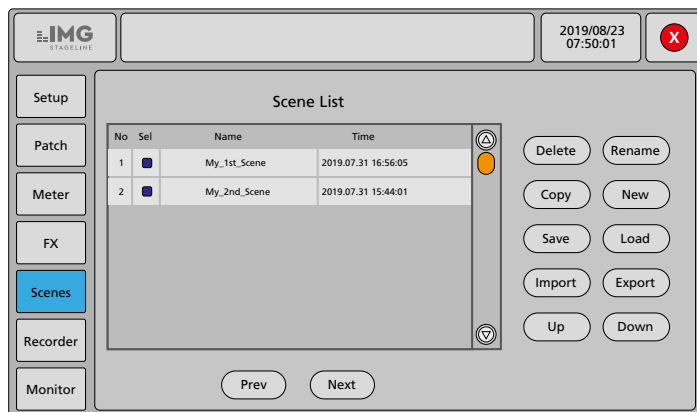 IMG
STAGELINE
2019/08/23
07:50:01
X
Setup
Patch
Meter
FX
Scenes
Recorder
Monitor
Scene List
No Sel Name Time
1 My_1st_Scene 2019.07.31 16:56:05
2 My_2nd_Scene 2019.07.31 15:44:01
Delete Rename
Copy New
Save Load
Import Export
Up Down
Prev Next